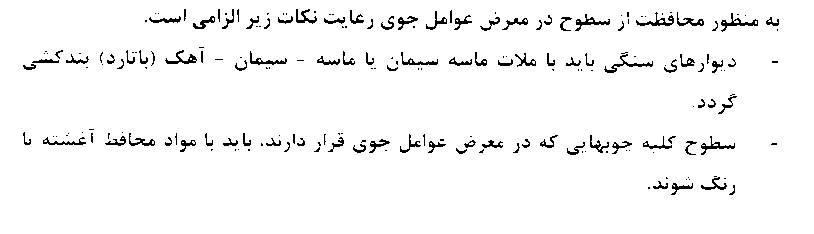 به منظور محافظت از سطوح در معرض عوامل جوی رعایت نکات زیر الزامی است.
- دیوارهای سنگی باید با ملات ماسه سیمان یا ماسه - سیمان - آهک (باتارد) بندکشی
گردد.
- سطوح کلیه چوبهایی که در معرض عوامل جوی قرار دارند، باید با مواد محافظ آغشته یا
رنگ شوند.